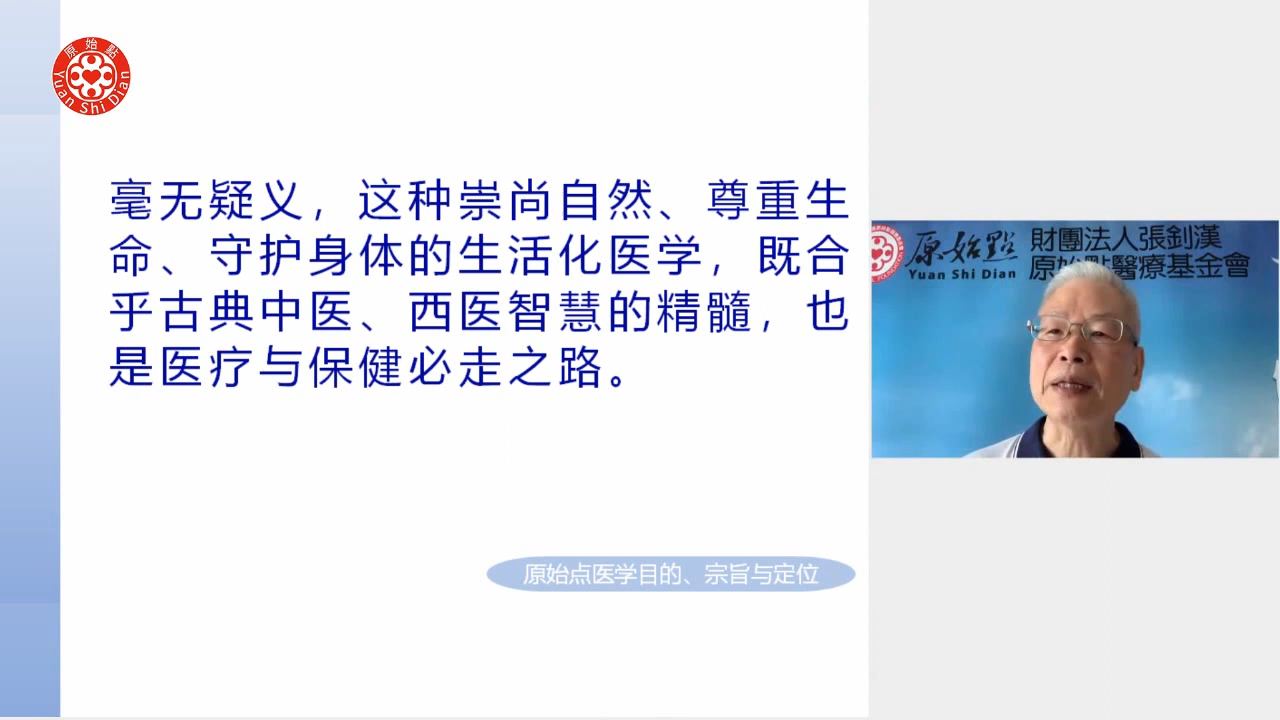 原始點
Yuan Shi Dian
毫无疑义，这种崇尚自然、尊重生
命、守护身体的生活化医学，既合
乎古典中医、西医智慧的精髓，也
是医疗与保健必走之路。
原始点医学目的、宗旨与定位
原始點
Yuan Shi Dian
財團法人張釗漢
原始點醫療基金會